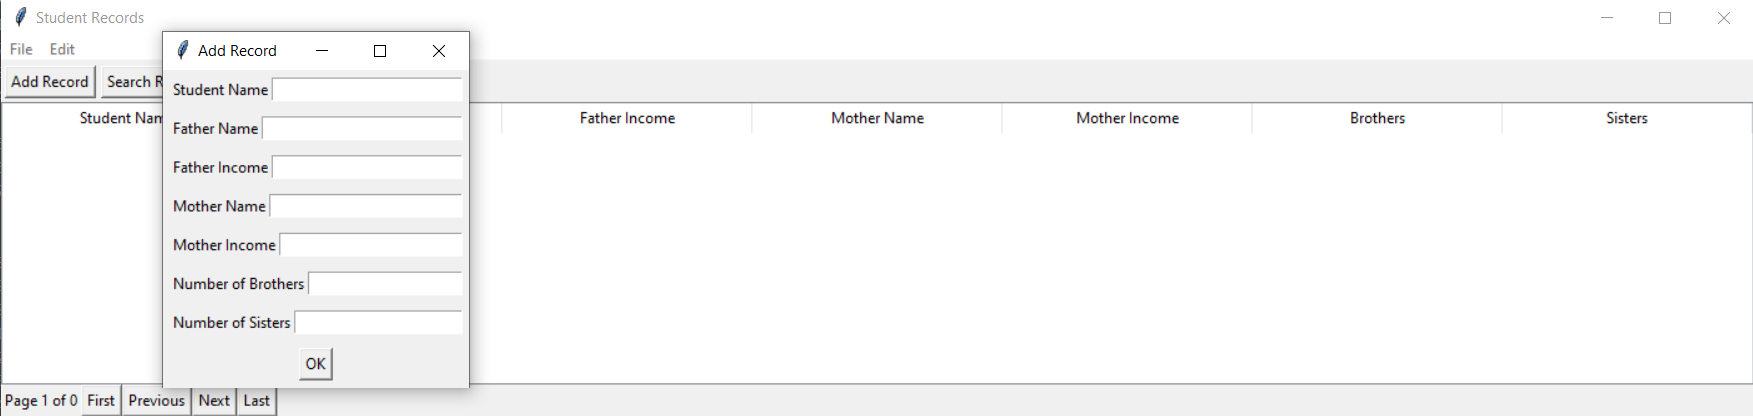 Student Records
File Edit
Add Record Search R
Student Nam Father Income Mother Name Mother Income Brothers Sisters
Add Record
Student Name
Father Name
Father Income
Mother Name
Mother Income
Number of Brothers
Number of Sisters
OK
Page 1 of 0 First Previous Next Last